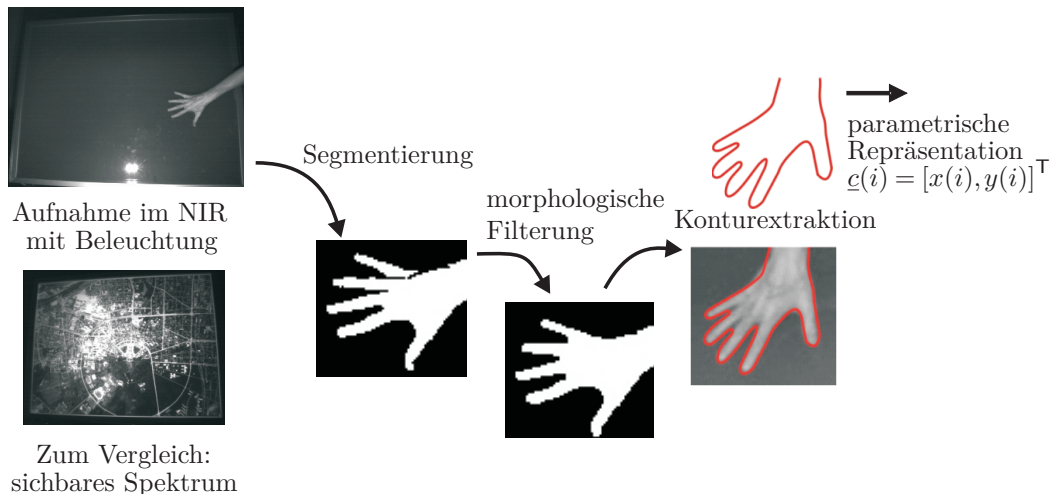 Aufnahme im NIR
mit Beleuchtung
Zum Vergleich:
sichbares Spektrum
Segmentierung
morphologische
Filterung
Konturextraktion
parametrische
Repräsentation
c̲(i) = [x(i), y(i)]ᵀ